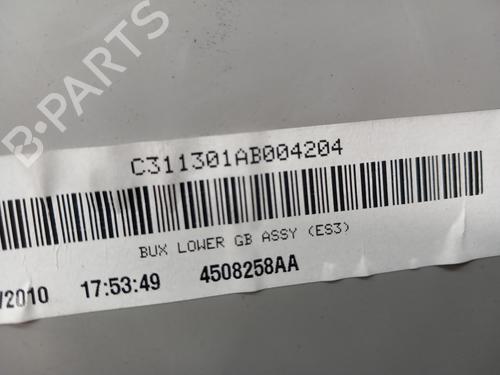 B-PARTS
C311301AB004204
BUX LOWER GB ASSY (ES3)
/2010 17:53:49 4508258AA